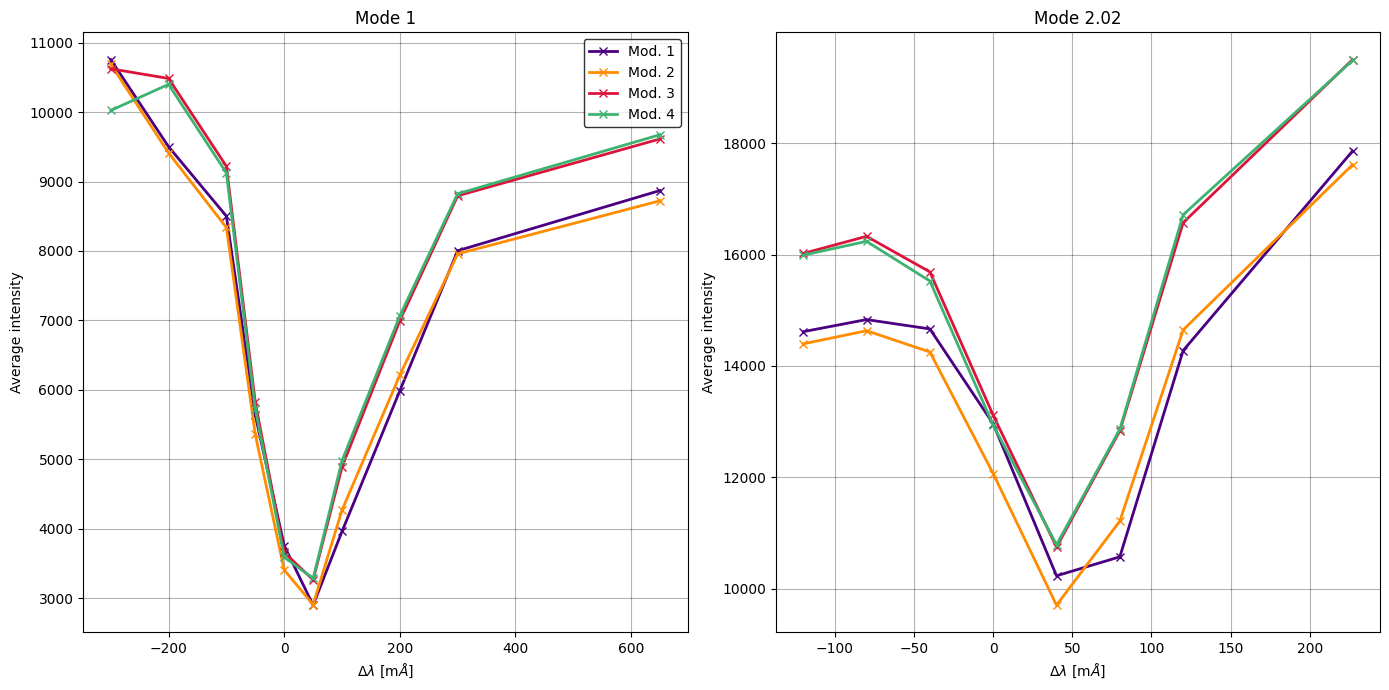 Mode 1
Mode 2.02
11000
10000
9000
8000
7000
6000
5000
4000
3000
Average intensity
Mod. 1
Mod. 2
Mod. 3
Mod. 4
−200
0
200
400
600
Δλ [mÅ]
18000
16000
14000
12000
10000
Average intensity
−100
−50
0
50
100
150
200
Δλ [mÅ]